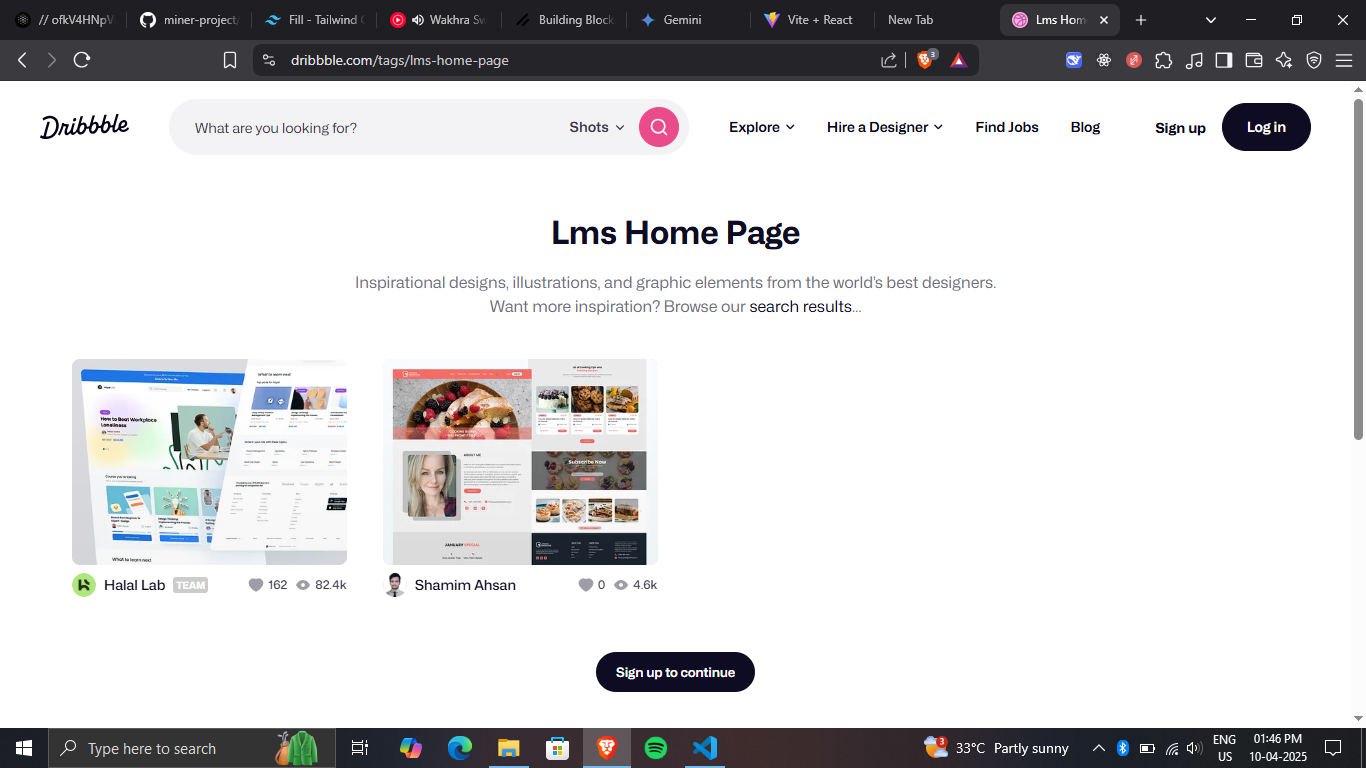 // ofkV4HNpV
miner-project/
Fill - Tailwind C
Wakhra Sw
Building Block
Gemini
Vite + React
New Tab
Lms Hom
dribbble.com/tags/lms-home-page
3
Dribbble
What are you looking for?
Shots
Explore
Hire a Designer
Find Jobs
Blog
Sign up
Log in
Lms Home Page
Inspirational designs, illustrations, and graphic elements from the world's best designers.
Want more inspiration? Browse our search results...
How to Beat Workplace
Loneliness
What to learn next
What to learn next
ABOUT ME
Subscribe Now
JANUARY SPECIAL
Halal Lab TEAM 162 82.4k
Shamim Ahsan 0 4.6k
Sign up to continue
Type here to search
3
33°C Partly sunny
ENG
US
01:46 PM
10-04-2025